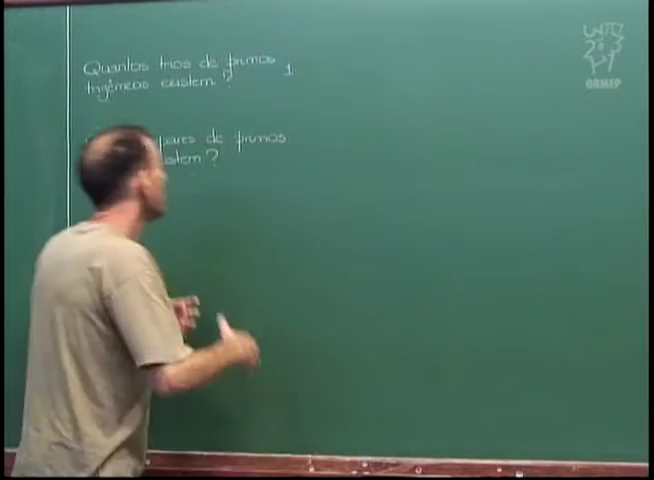 Quantos trios de primos
trigêmeos existem ? 1
pares de primos
existem ?
OBMEP